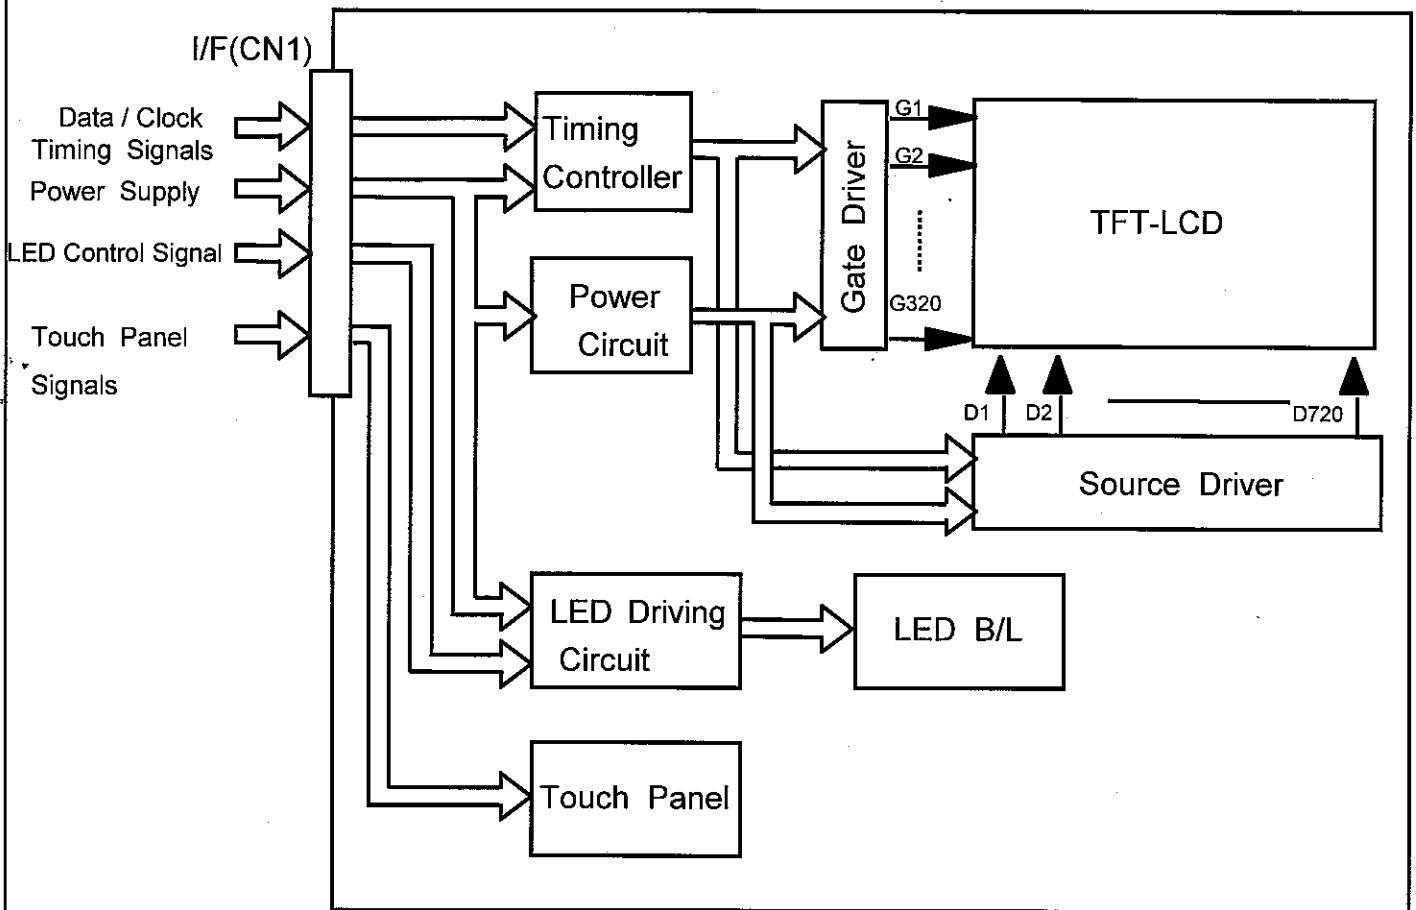 I/F(CN1)
Data / Clock
Timing Signals
Power Supply
LED Control Signal
Touch Panel
Signals
Timing
Controller
Power
Circuit
Gate Driver
G1
G2
G320
TFT-LCD
D1
D2
D720
Source Driver
LED Driving
Circuit
LED B/L
Touch Panel